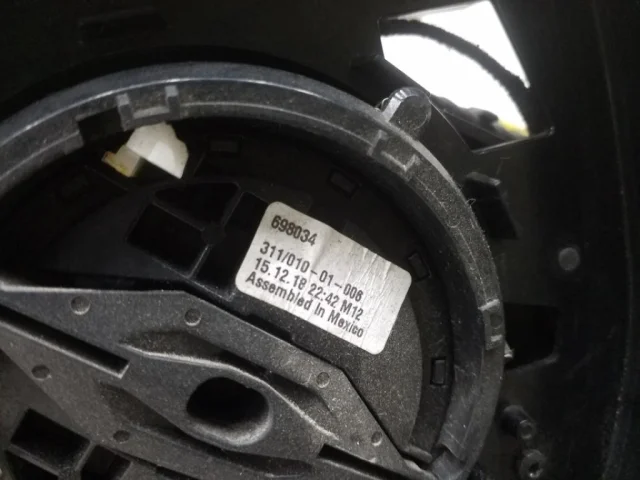 698034
311/010-01-006
15.12.18 22:42 M12
Assembled in Mexico